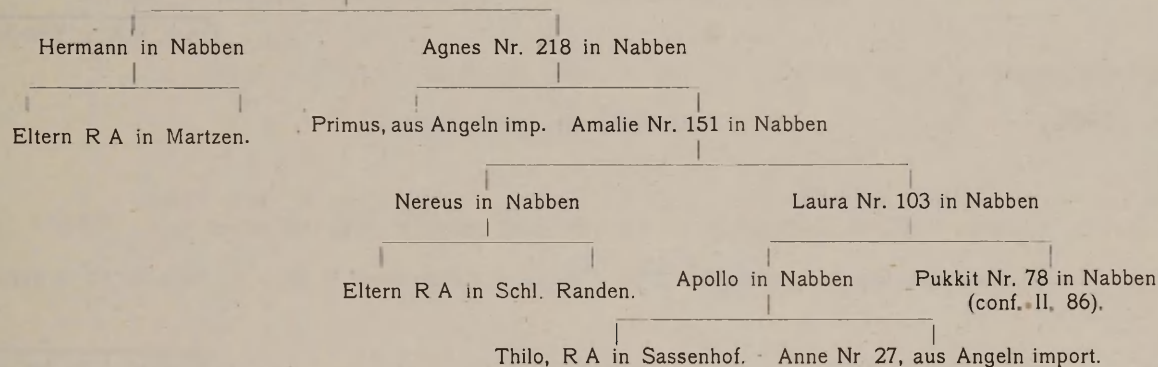 Hermann in Nabben Agnes Nr. 218 in Nabben
Eltern R A in Martzen. Primus, aus Angeln imp. Amalie Nr. 151 in Nabben
Nereus in Nabben Laura Nr. 103 in Nabben
Eltern R A in Schl. Randen. Apollo in Nabben Pukkit Nr. 78 in Nabben
(conf. II. 86).
Thilo, R A in Sassenhof. Anne Nr 27, aus Angeln import.